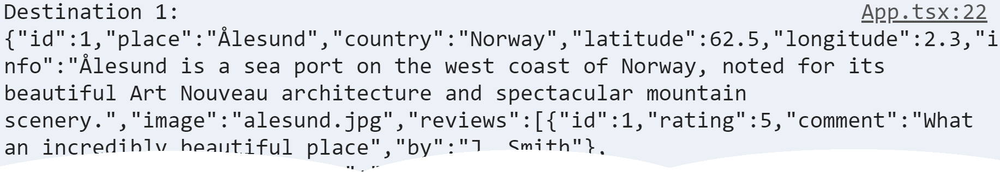 Destination 1: App.tsx:22
{"id":1,"place":"Ålesund","country":"Norway","latitude":62.5,"longitude":2.3,"i
nfo":"Ålesund is a sea port on the west coast of Norway, noted for its
beautiful Art Nouveau architecture and spectacular mountain
scenery.","image":"alesund.jpg","reviews":[{"id":1,"rating":5,"comment":"What
an incredibly beautiful place","by":"J. Smith"},